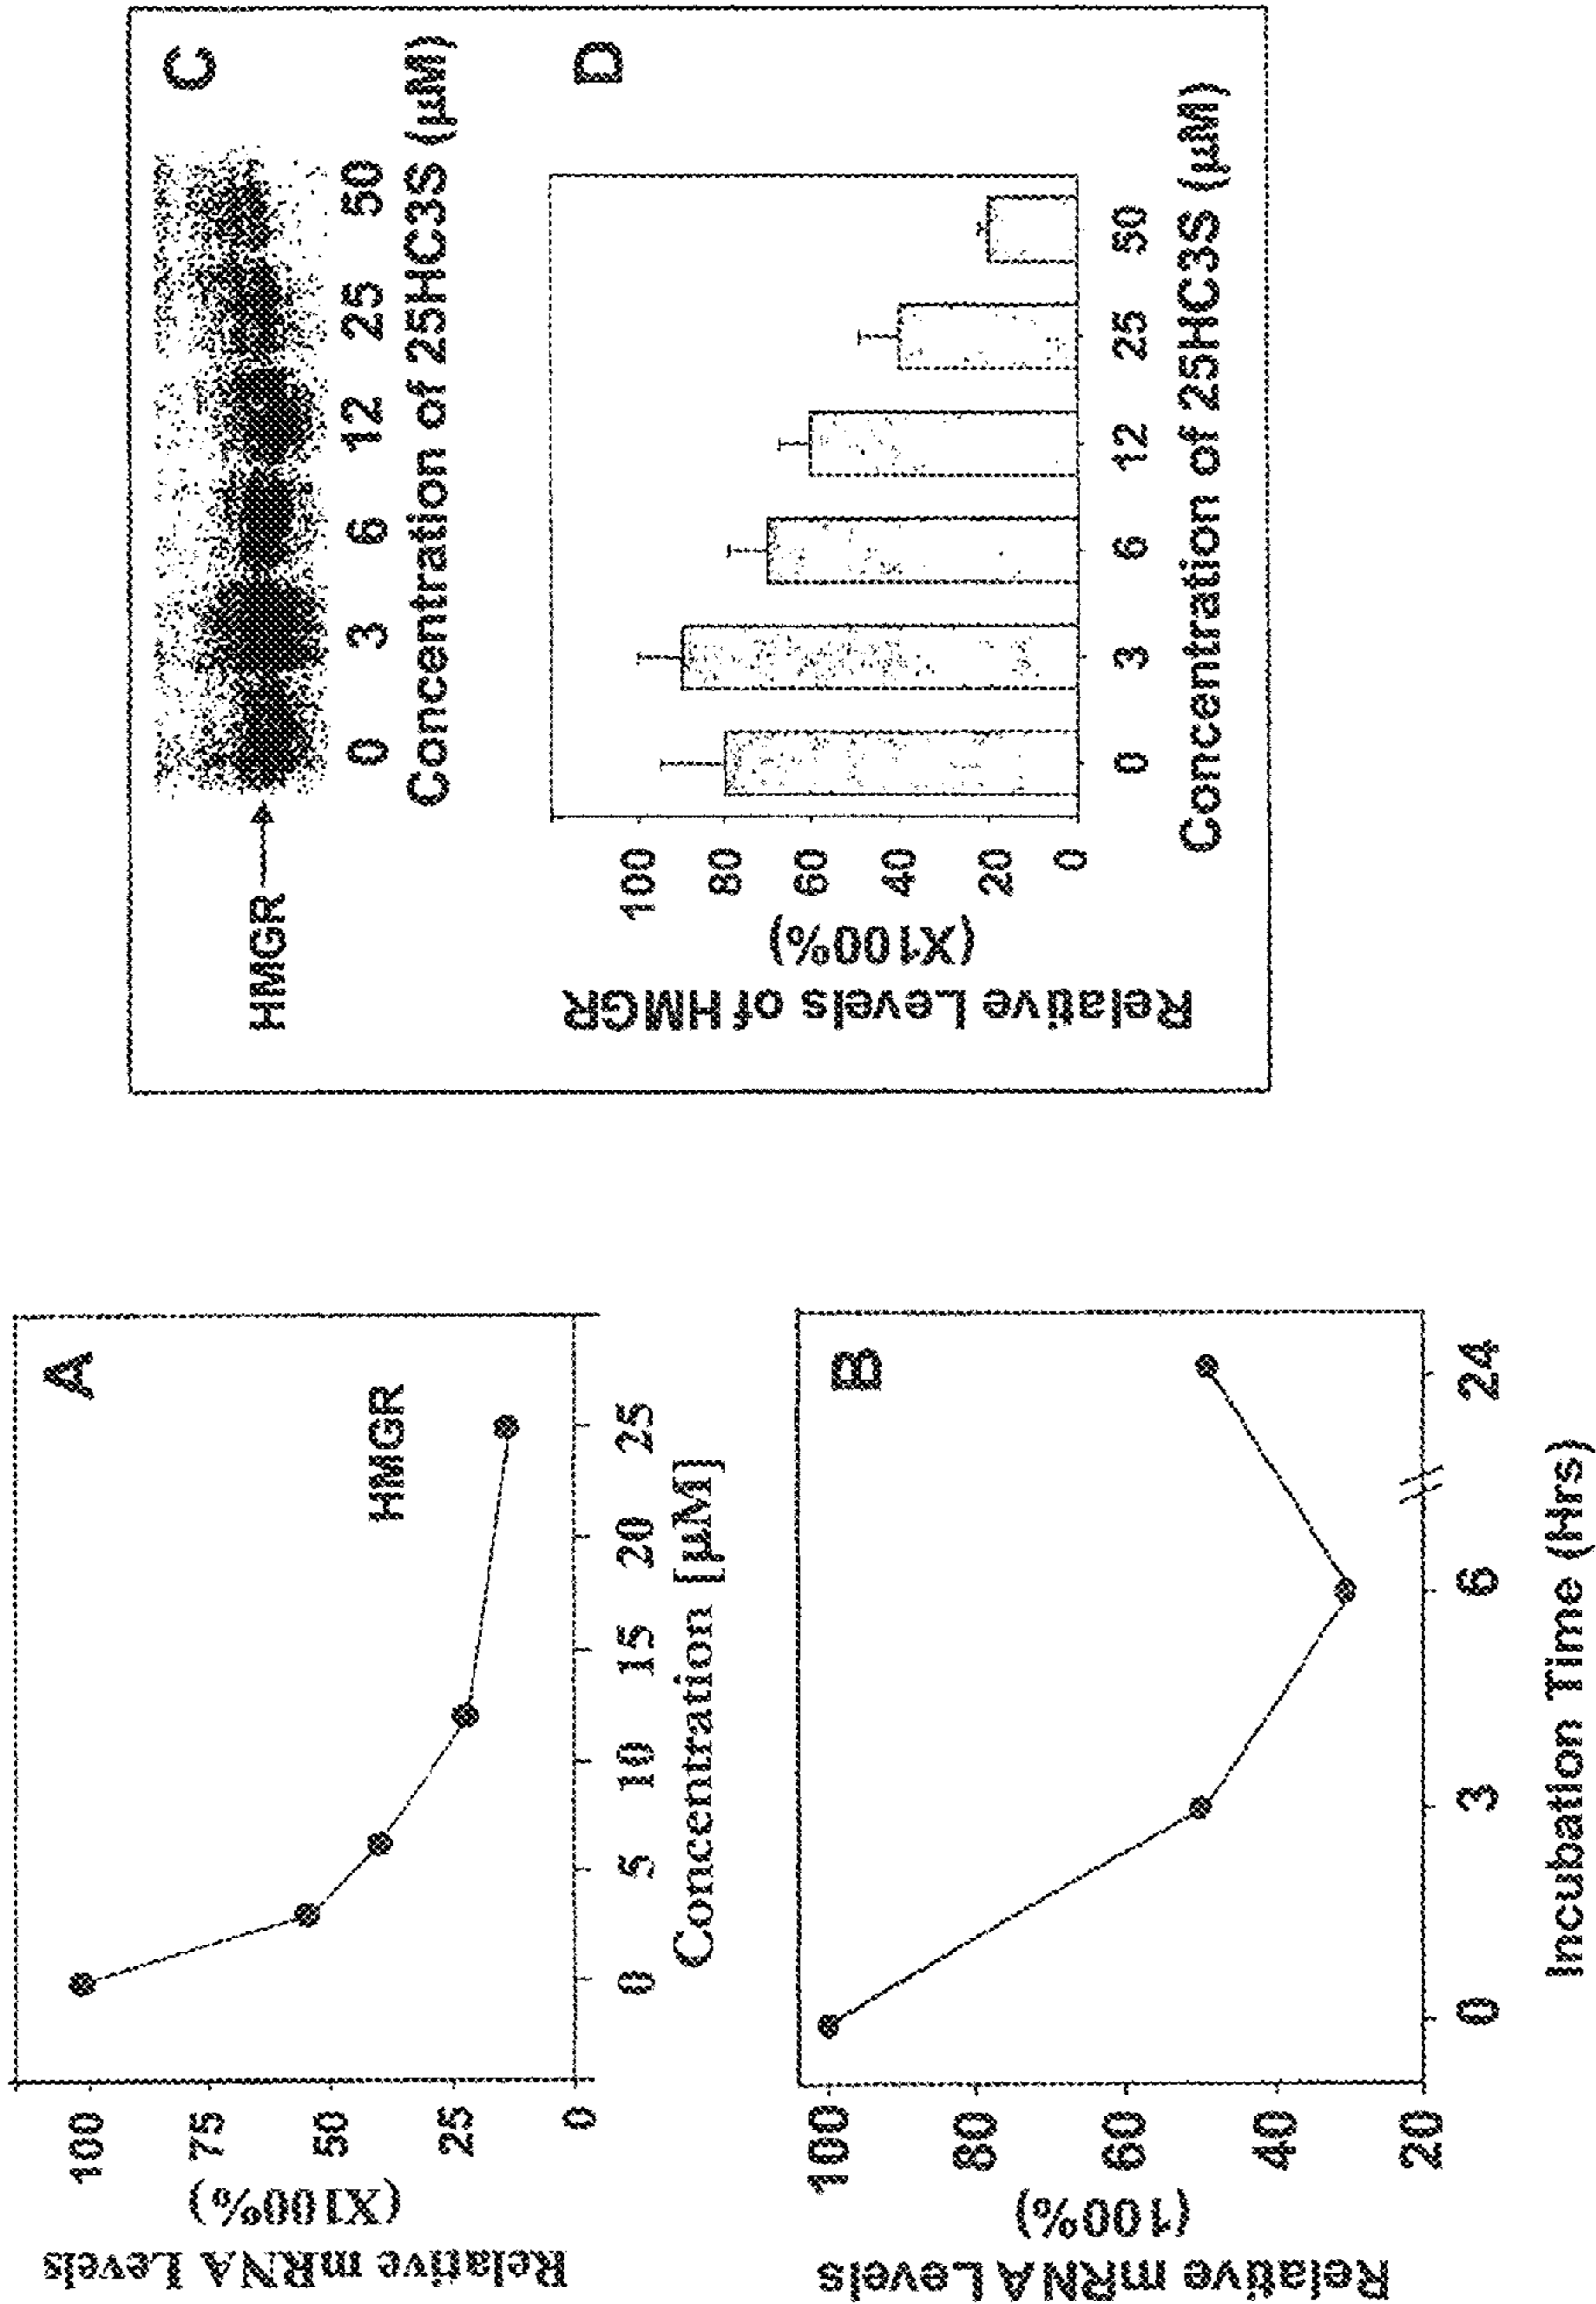 A
HMGR
Relative mRNA Levels
(X100%)
100
75
50
25
0
0 5 10 15 20 25
Concentration [µM]
B
Relative mRNA Levels
(100%)
100
80
60
40
20
0 3 6 24
Incubation Time (Hrs)
C
HMGR
0 3 6 12 25 50
Concentration of 25HC3S (µM)
D
Relative Levels of HMGR
(X100%)
100
80
60
40
20
0
0 3 6 12 25 50
Concentration of 25HC3S (µM)